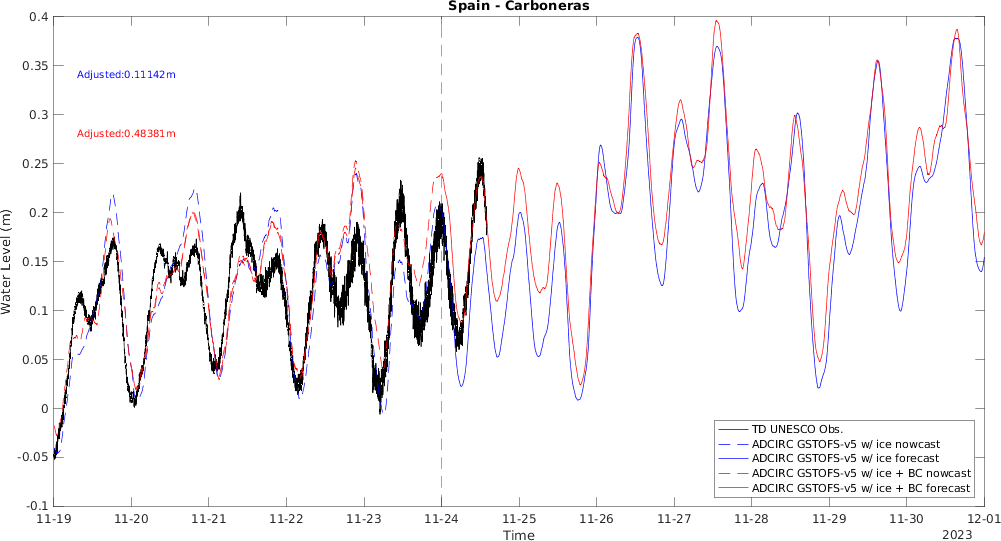 Spain - Carboneras
0.4
0.35
0.3
0.25
0.2
0.15
0.1
0.05
0
-0.05
-0.1
Water Level (m)
Adjusted:0.11142m
Adjusted:0.48381m
TD UNESCO Obs.
ADCIRC GSTOFS-v5 w/ ice nowcast
ADCIRC GSTOFS-v5 w/ ice forecast
ADCIRC GSTOFS-v5 w/ ice + BC nowcast
ADCIRC GSTOFS-v5 w/ ice + BC forecast
11-19 11-20 11-21 11-22 11-23 11-24 11-25 11-26 11-27 11-28 11-29 11-30 12-01
Time
2023